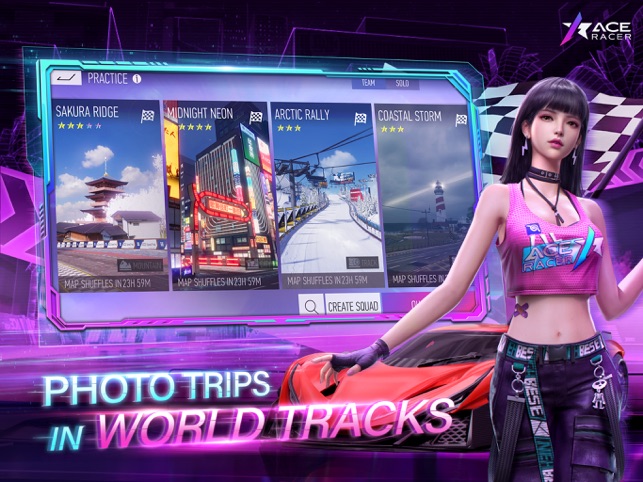 ACE
RACER
PRACTICE
TEAM SOLO
SAKURA RIDGE
MIDNIGHT NEON
ARCTIC RALLY
COASTAL STORM
MAP SHUFFLES IN 23H 59M
MAP SHUFFLES IN 23H 59M
MAP SHUFFLES IN 23H 59M
MAP SHUFFLES IN 23H
CREATE SQUAD
ACE
RACER
PHOTO TRIPS
IN WORLD TRACKS